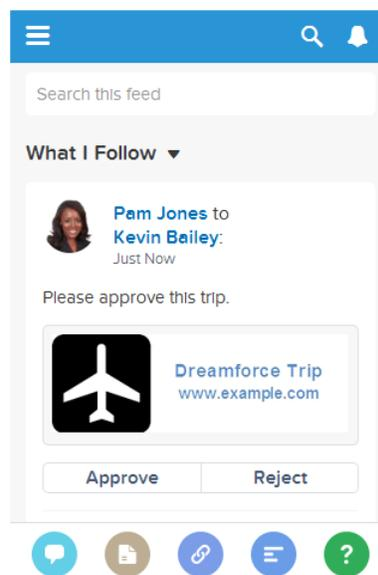 Search this feed
What I Follow
Pam Jones to
Kevin Bailey:
Just Now
Please approve this trip.
Dreamforce Trip
www.example.com
Approve Reject
?